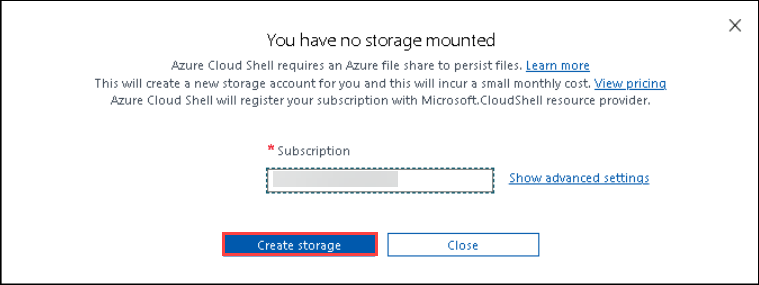 You have no storage mounted
Azure Cloud Shell requires an Azure file share to persist files. Learn more
This will create a new storage account for you and this will incur a small monthly cost. View pricing
Azure Cloud Shell will register your subscription with Microsoft.CloudShell resource provider.
* Subscription
Show advanced settings
Create storage Close